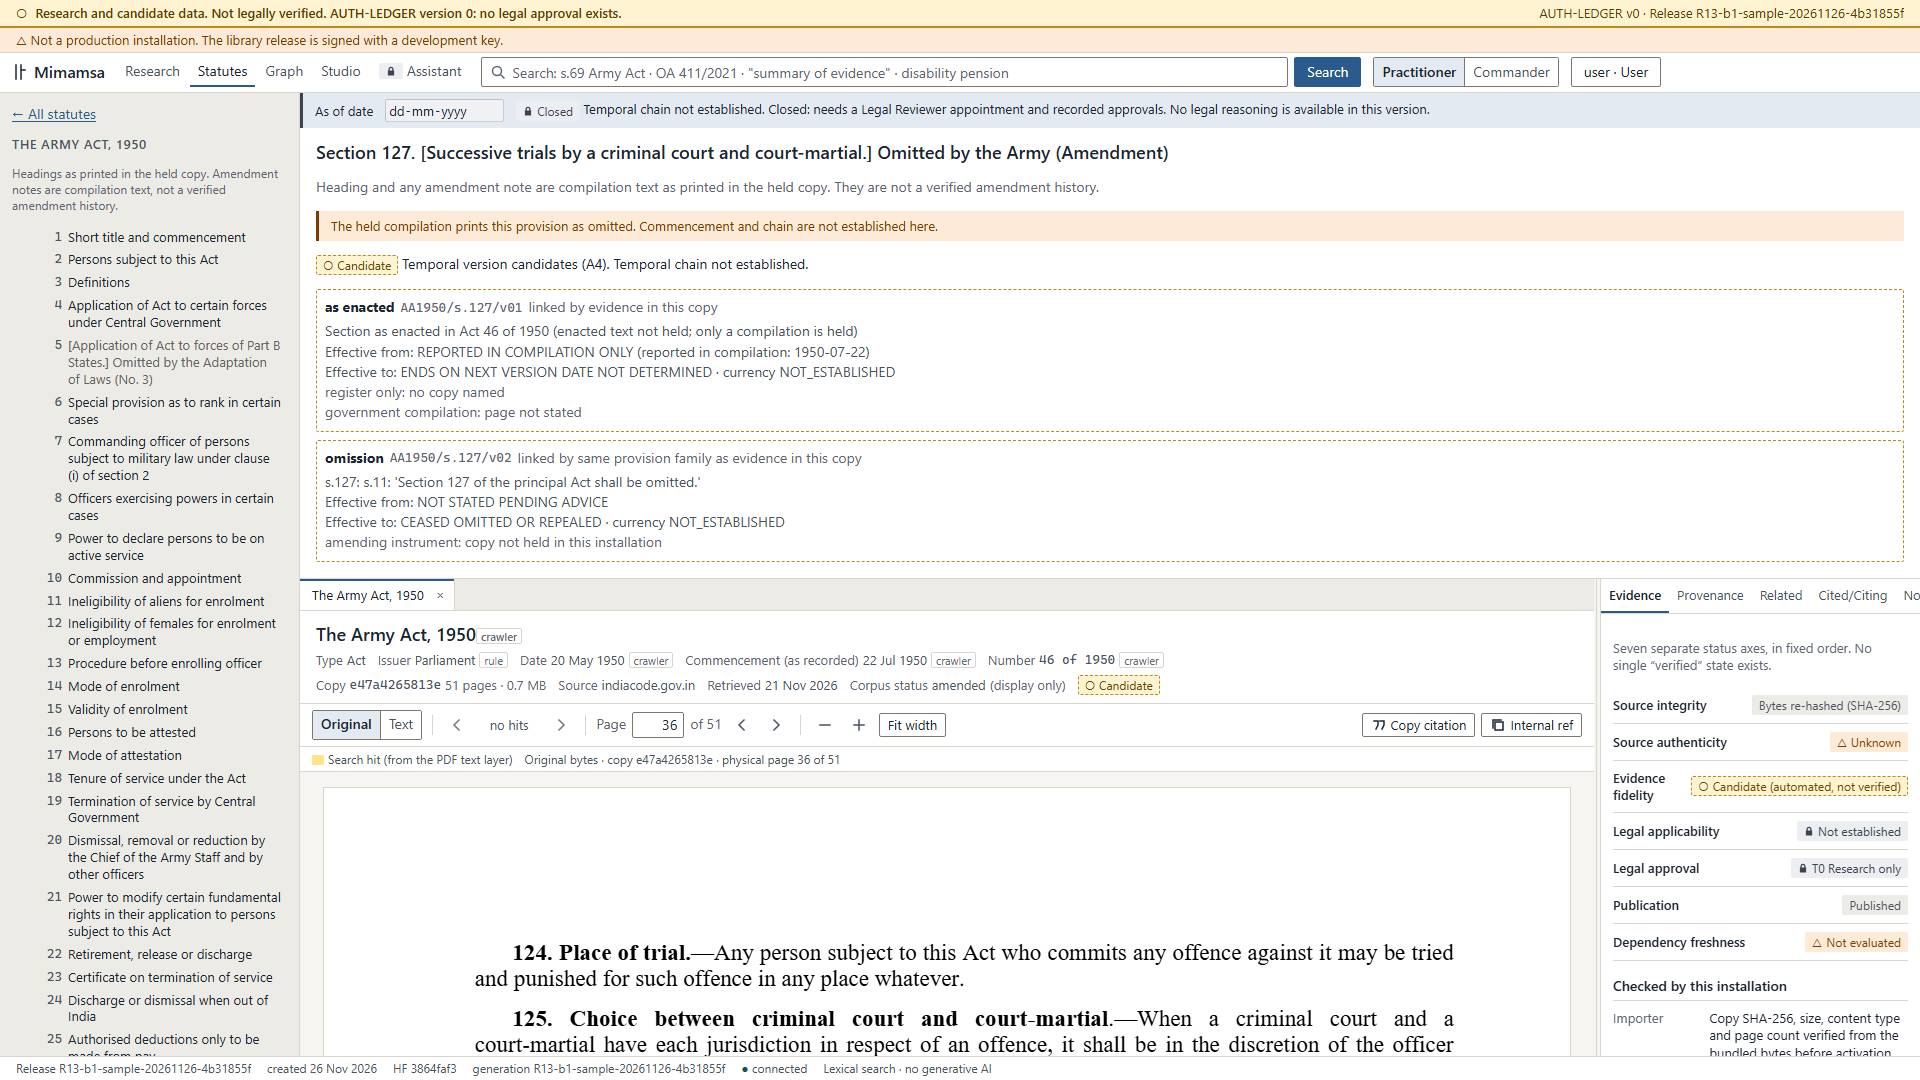 Research and candidate data. Not legally verified. AUTH-LEDGER version 0: no legal approval exists.
AUTH-LEDGER v0 · Release R13-b1-sample-20261126-4b31855f
⚠ Not a production installation. The library release is signed with a development key.
Mimamsa
Research
Statutes
Graph
Studio
Assistant
Search: s.69 Army Act · OA 411/2021 · "summary of evidence" · disability pension
Search
Practitioner
Commander
user · User
← All statutes
THE ARMY ACT, 1950
Headings as printed in the held copy. Amendment
notes are compilation text, not a verified
amendment history.
1 Short title and commencement
2 Persons subject to this Act
3 Definitions
4 Application of Act to certain forces
under Central Government
5 [Application of Act to forces of Part B
States.] Omitted by the Adaptation
of Laws (No. 3)
6 Special provision as to rank in certain
cases
7 Commanding officer of persons
subject to military law under clause
(i) of section 2
8 Officers exercising powers in certain
cases
9 Power to declare persons to be on
active service
10 Commission and appointment
11 Ineligibility of aliens for enrolment
12 Ineligibility of females for enrolment
or employment
13 Procedure before enrolling officer
14 Mode of enrolment
15 Validity of enrolment
16 Persons to be attested
17 Mode of attestation
18 Tenure of service under the Act
19 Termination of service by Central
Government
20 Dismissal, removal or reduction by
the Chief of the Army Staff and by
other officers
21 Power to modify certain fundamental
rights in their application to persons
subject to this Act
22 Retirement, release or discharge
23 Certificate on termination of service
24 Discharge or dismissal when out of
India
25 Authorised deductions only to be
made from pay
As of date
dd-mm-yyyy
Closed
Temporal chain not established. Closed: needs a Legal Reviewer appointment and recorded approvals. No legal reasoning is available in this version.
Section 127. [Successive trials by a criminal court and court-martial.] Omitted by the Army (Amendment)
Heading and any amendment note are compilation text as printed in the held copy. They are not a verified amendment history.
The held compilation prints this provision as omitted. Commencement and chain are not established here.
Candidate Temporal version candidates (A4). Temporal chain not established.
as enacted AA1950/s.127/v01 linked by evidence in this copy
Section as enacted in Act 46 of 1950 (enacted text not held; only a compilation is held)
Effective from: REPORTED IN COMPILATION ONLY (reported in compilation: 1950-07-22)
Effective to: ENDS ON NEXT VERSION DATE NOT DETERMINED · currency NOT_ESTABLISHED
register only: no copy named
government compilation: page not stated
omission AA1950/s.127/v02 linked by same provision family as evidence in this copy
s.127: s.11: 'Section 127 of the principal Act shall be omitted.'
Effective from: NOT STATED PENDING ADVICE
Effective to: CEASED OMITTED OR REPEALED · currency NOT_ESTABLISHED
amending instrument: copy not held in this installation
The Army Act, 1950 ×
The Army Act, 1950 crawler
Type Act Issuer Parliament rule Date 20 May 1950 crawler Commencement (as recorded) 22 Jul 1950 crawler Number 46 of 1950 crawler
Copy e47a4265813e 51 pages · 0.7 MB Source indiacode.gov.in Retrieved 21 Nov 2026 Corpus status amended (display only) Candidate
Original Text no hits Page 36 of 51 Fit width Copy citation Internal ref
Search hit (from the PDF text layer) Original bytes · copy e47a4265813e · physical page 36 of 51
124. Place of trial.—Any person subject to this Act who commits any offence against it may be tried
and punished for such offence in any place whatever.
125. Choice between criminal court and court-martial.—When a criminal court and a
court-martial have each jurisdiction in respect of an offence, it shall be in the discretion of the officer
Evidence Provenance Related Cited/Citing No
Seven separate status axes, in fixed order. No
single “verified” state exists.
Source integrity Bytes re-hashed (SHA-256)
Source authenticity ⚠ Unknown
Evidence
fidelity
Candidate (automated, not verified)
Legal applicability Not established
Legal approval T0 Research only
Publication Published
Dependency freshness ⚠ Not evaluated
Checked by this installation
Importer Copy SHA-256, size, content type
and page count verified from the
bundled bytes before activation
Release R13-b1-sample-20261126-4b31855f created 26 Nov 2026 HF 3864faf3 generation R13-b1-sample-20261126-4b31855f ● connected Lexical search · no generative AI